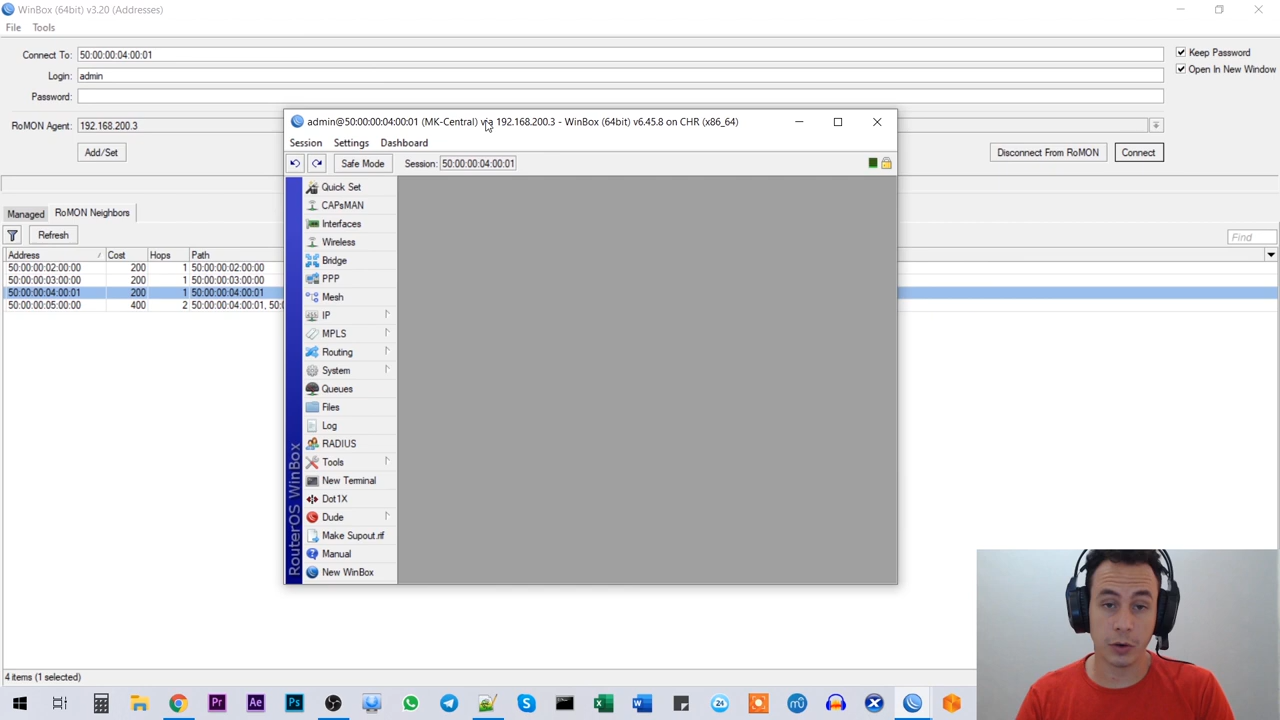 WinBox (64bit) v3.20 (Addresses)
File Tools
Connect To: 50:00:00:04:00:01
Keep Password
Login: admin
Open In New Window
Password:
RoMON Agent: 192.168.200.3
Add/Set
Disconnect From RoMON
Connect
Managed
RoMON Neighbors
Refresh
Find
Address Cost Hops Path
50:00:00:02:00:00 200 1 50:00:00:02:00:00
50:00:00:03:00:00 200 1 50:00:00:03:00:00
50:00:00:04:00:01 200 1 50:00:00:04:00:01
50:00:00:05:00:00 400 2 50:00:00:04:00:01, 50:
admin@50:00:00:04:00:01 (MK-Central) via 192.168.200.3 - WinBox (64bit) v6.45.8 on CHR (x86_64)
Session Settings Dashboard
Safe Mode Session: 50:00:00:04:00:01
Quick Set
CAPsMAN
Interfaces
Wireless
Bridge
PPP
Mesh
IP
MPLS
Routing
System
Queues
Files
Log
RADIUS
Tools
New Terminal
Dot1X
Dude
Make Supout.rif
Manual
New WinBox
RouterOS WinBox
4 items (1 selected)
Pr
Ae
Ps
24